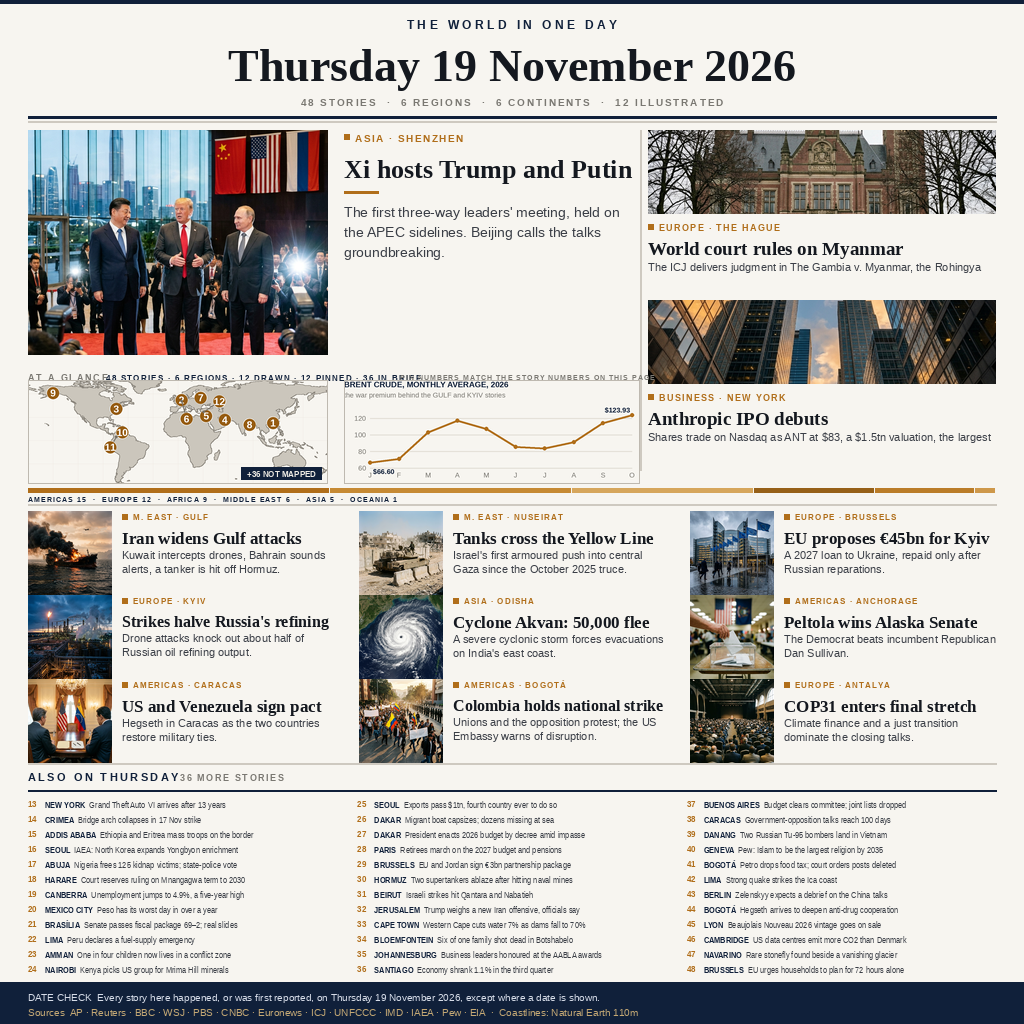 THE WORLD IN ONE DAY
Thursday 19 November 2026
48 STORIES · 6 REGIONS · 6 CONTINENTS · 12 ILLUSTRATED
ASIA · SHENZHEN
Xi hosts Trump and Putin
The first three-way leaders' meeting, held on
the APEC sidelines. Beijing calls the talks
groundbreaking.
EUROPE · THE HAGUE
World court rules on Myanmar
The ICJ delivers judgment in The Gambia v. Myanmar, the Rohingya
BUSINESS · NEW YORK
Anthropic IPO debuts
Shares trade on Nasdaq as ANT at $83, a $1.5tn valuation, the largest
AT A GLANCE
48 STORIES · 6 REGIONS · 12 DRAWN · 12 PINNED · 36 IN BRIEF
NUMBERS MATCH THE STORY NUMBERS ON THIS PAGE
9
3
10
11
2
7
12
6
5
4
8
1
+36 NOT MAPPED
BRENT CRUDE, MONTHLY AVERAGE, 2026
the war premium behind the GULF and KYIV stories
120
100
80
60
$66.60
$123.93
J F M A M J J A S O
AMERICAS 15 · EUROPE 12 · AFRICA 9 · MIDDLE EAST 6 · ASIA 5 · OCEANIA 1
M. EAST · GULF
Iran widens Gulf attacks
Kuwait intercepts drones, Bahrain sounds
alerts, a tanker is hit off Hormuz.
M. EAST · NUSEIRAT
Tanks cross the Yellow Line
Israel's first armoured push into central
Gaza since the October 2025 truce.
EUROPE · BRUSSELS
EU proposes €45bn for Kyiv
A 2027 loan to Ukraine, repaid only after
Russian reparations.
EUROPE · KYIV
Strikes halve Russia's refining
Drone attacks knock out about half of
Russian oil refining output.
ASIA · ODISHA
Cyclone Akvan: 50,000 flee
A severe cyclonic storm forces evacuations
on India's east coast.
AMERICAS · ANCHORAGE
Peltola wins Alaska Senate
The Democrat beats incumbent Republican
Dan Sullivan.
AMERICAS · CARACAS
US and Venezuela sign pact
Hegseth in Caracas as the two countries
restore military ties.
AMERICAS · BOGOTÁ
Colombia holds national strike
Unions and the opposition protest; the US
Embassy warns of disruption.
EUROPE · ANTALYA
COP31 enters final stretch
Climate finance and a just transition
dominate the closing talks.
ALSO ON THURSDAY 36 MORE STORIES
13 NEW YORK Grand Theft Auto VI arrives after 13 years
14 CRIMEA Bridge arch collapses in 17 Nov strike
15 ADDIS ABABA Ethiopia and Eritrea mass troops on the border
16 SEOUL IAEA: North Korea expands Yongbyon enrichment
17 ABUJA Nigeria frees 125 kidnap victims; state-police vote
18 HARARE Court reserves ruling on Mnangagwa term to 2030
19 CANBERRA Unemployment jumps to 4.9%, a five-year high
20 MEXICO CITY Peso has its worst day in over a year
21 BRASÍLIA Senate passes fiscal package 69–2; real slides
22 LIMA Peru declares a fuel-supply emergency
23 AMMAN One in four children now lives in a conflict zone
24 NAIROBI Kenya picks US group for Mrima Hill minerals
25 SEOUL Exports pass $1tn, fourth country ever to do so
26 DAKAR Migrant boat capsizes; dozens missing at sea
27 DAKAR President enacts 2026 budget by decree amid impasse
28 PARIS Retirees march on the 2027 budget and pensions
29 BRUSSELS EU and Jordan sign €3bn partnership package
30 HORMUZ Two supertankers ablaze after hitting naval mines
31 BEIRUT Israeli strikes hit Qantara and Nabatieh
32 JERUSALEM Trump weighs a new Iran offensive, officials say
33 CAPE TOWN Western Cape cuts water 7% as dams fall to 70%
34 BLOEMFONTEIN Six of one family shot dead in Botshabelo
35 JOHANNESBURG Business leaders honoured at the AABLA awards
36 SANTIAGO Economy shrank 1.1% in the third quarter
37 BUENOS AIRES Budget clears committee; joint lists dropped
38 CARACAS Government-opposition talks reach 100 days
39 DANANG Two Russian Tu-95 bombers land in Vietnam
40 GENEVA Pew: Islam to be the largest religion by 2035
41 BOGOTÁ Petro drops food tax; court orders posts deleted
42 LIMA Strong quake strikes the Ica coast
43 BERLIN Zelenskyy expects a debrief on the China talks
44 BOGOTÁ Hegseth arrives to deepen anti-drug cooperation
45 LYON Beaujolais Nouveau 2026 vintage goes on sale
46 CAMBRIDGE US data centres emit more CO2 than Denmark
47 NAVARINO Rare stonefly found beside a vanishing glacier
48 BRUSSELS EU urges households to plan for 72 hours alone
DATE CHECK Every story here happened, or was first reported, on Thursday 19 November 2026, except where a date is shown.
Sources AP · Reuters · BBC · WSJ · PBS · CNBC · Euronews · ICJ · UNFCCC · IMD · IAEA · Pew · EIA · Coastlines: Natural Earth 110m